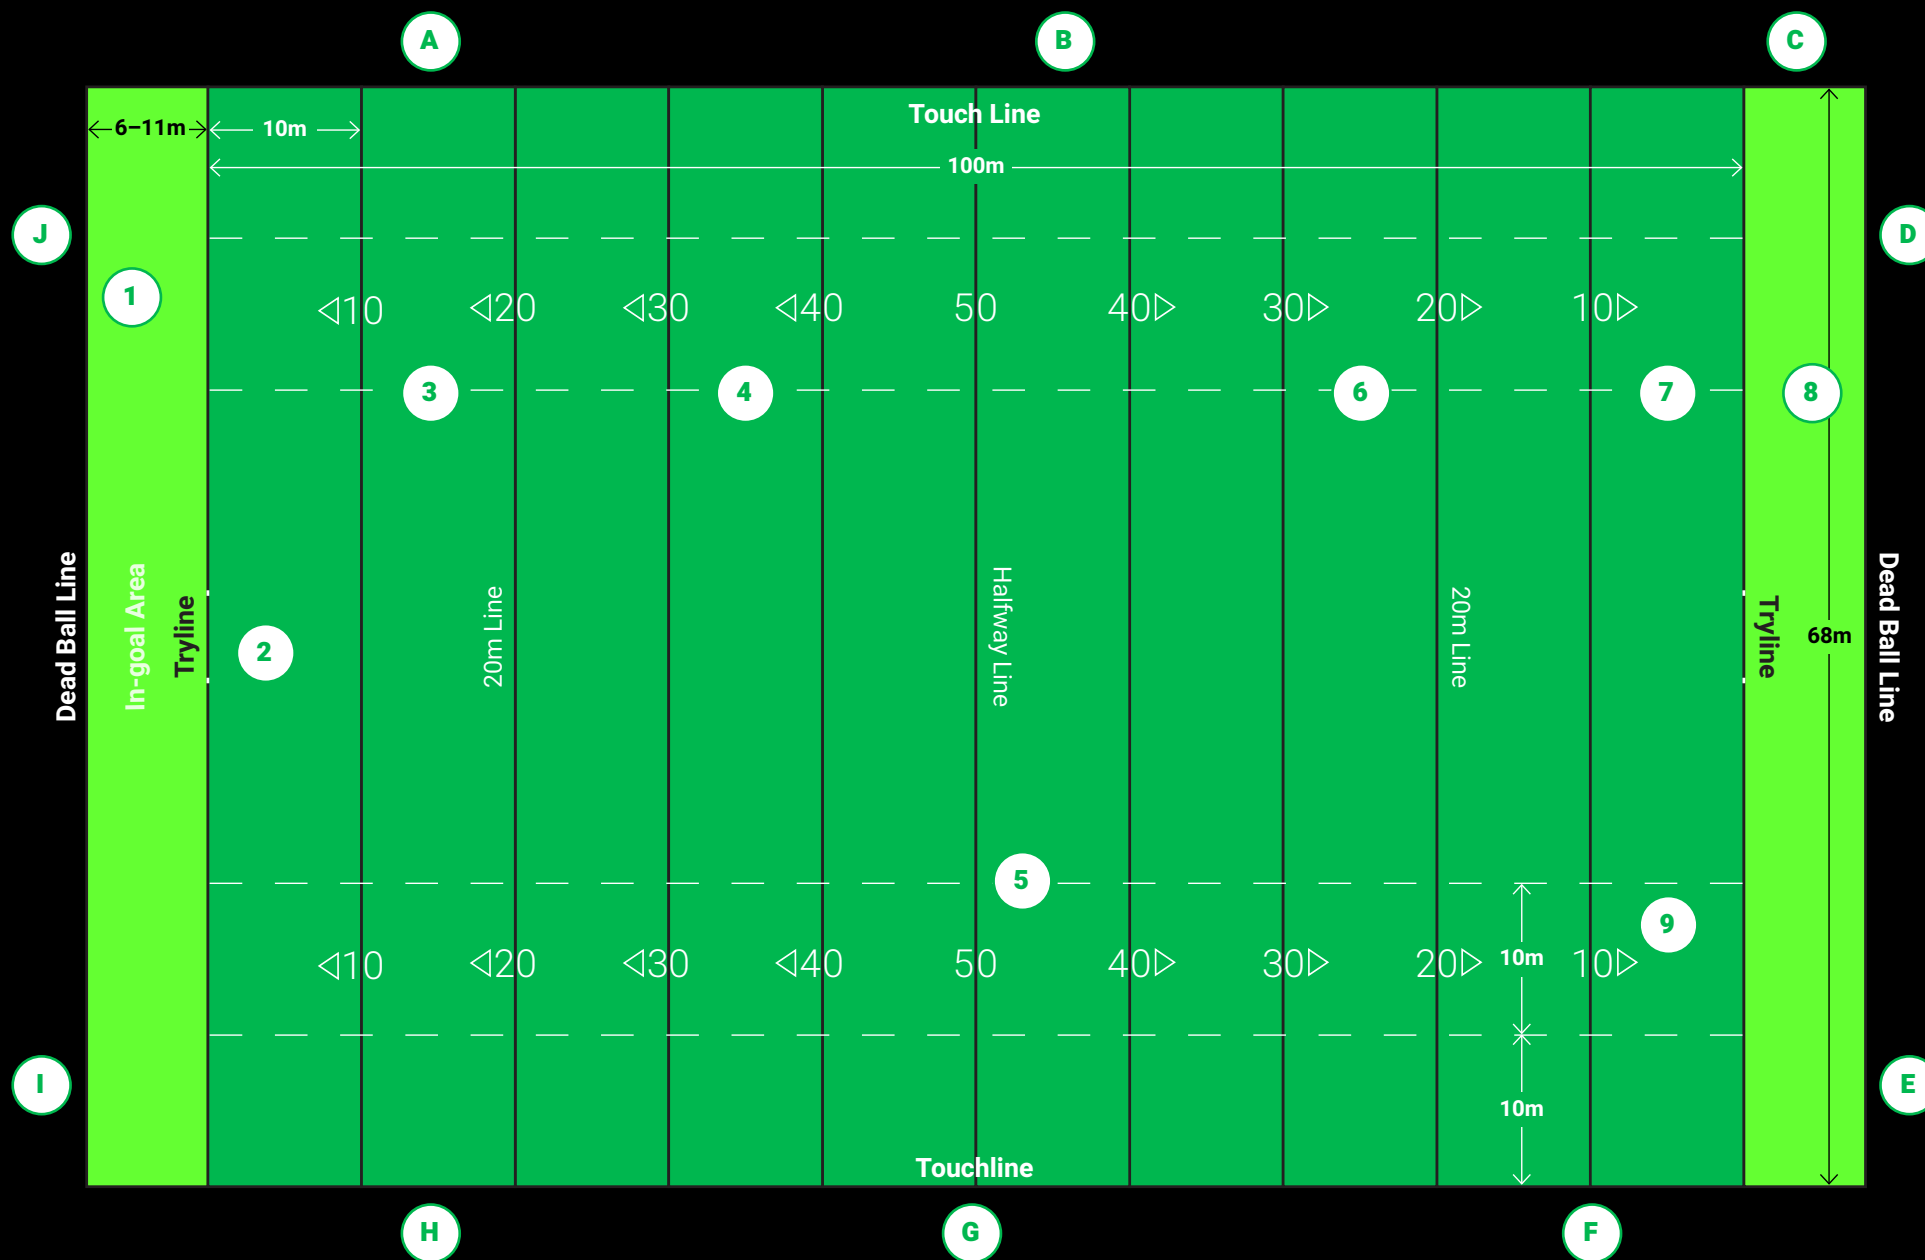 A
B
C
Touch Line
6–11m
10m
100m
J
D
1
◁10
◁20
◁30
◁40
50
40▷
30▷
20▷
10▷
3
4
6
7
8
Dead Ball Line
In-goal Area
Tryline
2
20m Line
Halfway Line
20m Line
Tryline
68m
Dead Ball Line
5
9
◁10
◁20
◁30
◁40
50
40▷
30▷
20▷
10m
10▷
I
E
10m
Touchline
H
G
F